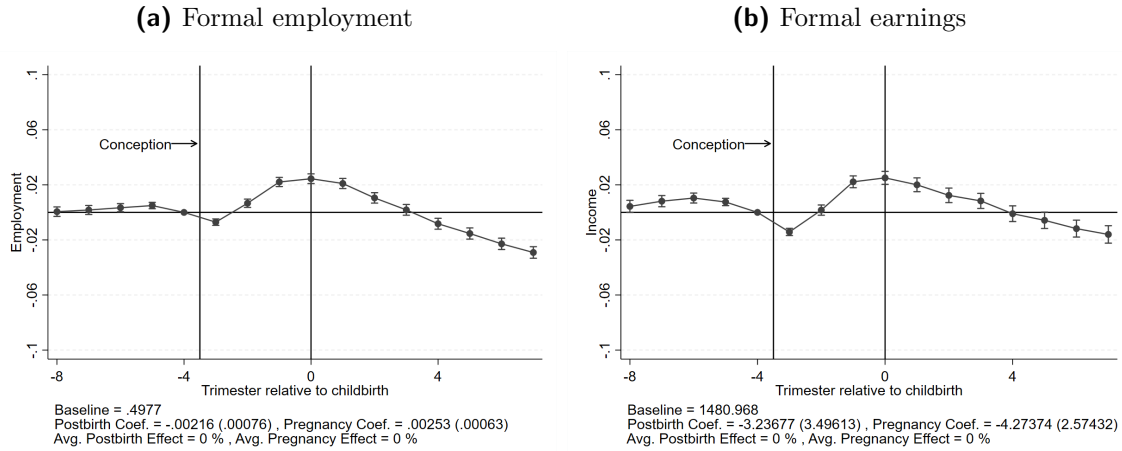 (a) Formal employment
.1
.06
.02
-.02
-.06
-.1
Employment
Conception
-8
-4
0
4
Trimester relative to childbirth
Baseline = .4977
Postbirth Coef. = -.00216 (.00076) , Pregnancy Coef. = .00253 (.00063)
Avg. Postbirth Effect = 0 % , Avg. Pregnancy Effect = 0 %
(b) Formal earnings
.1
.06
.02
-.02
-.06
-.1
Income
Conception
-8
-4
0
4
Trimester relative to childbirth
Baseline = 1480.968
Postbirth Coef. = -3.23677 (3.49613) , Pregnancy Coef. = -4.27374 (2.57432)
Avg. Postbirth Effect = 0 % , Avg. Pregnancy Effect = 0 %